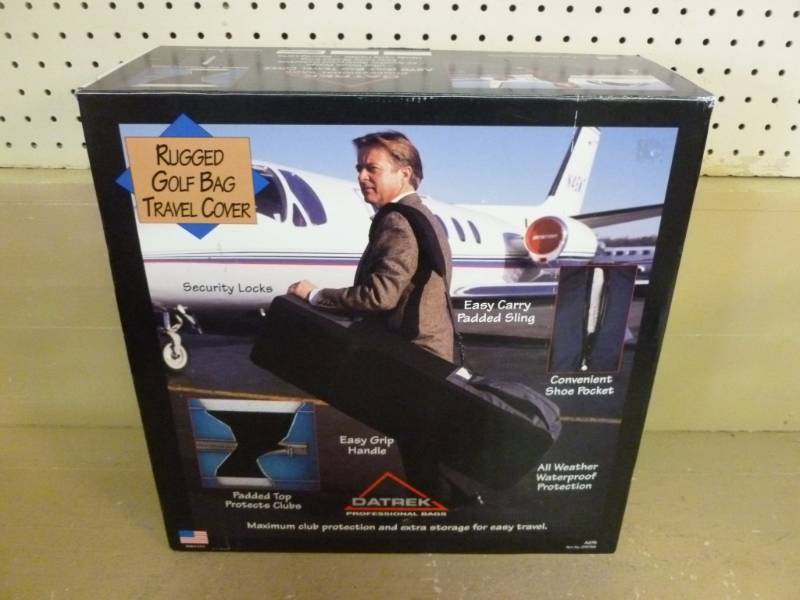 RUGGED
GOLF BAG
TRAVEL COVER
Security Locks
Easy Carry
Padded Sling
Convenient
Shoe Pocket
Easy Grip
Handle
All Weather
Waterproof
Protection
Padded Top
Protects Clubs
DATREK
PROFESSIONAL BAGS
Maximum club protection and extra storage for easy travel.